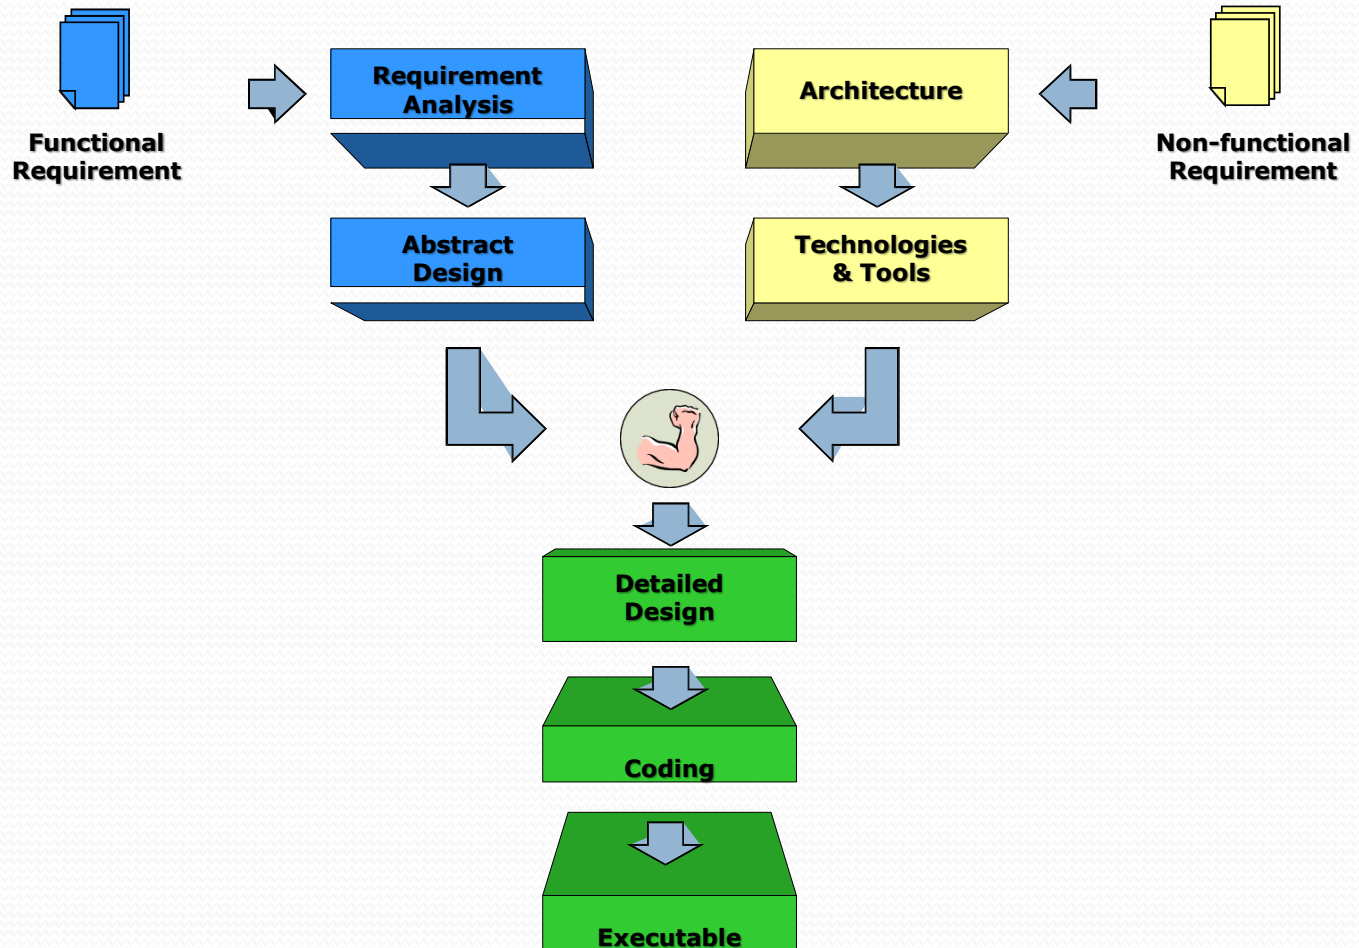 Functional
Requirement
Requirement
Analysis
Architecture
Non-functional
Requirement
Abstract
Design
Technologies
& Tools
Detailed
Design
Coding
Executable